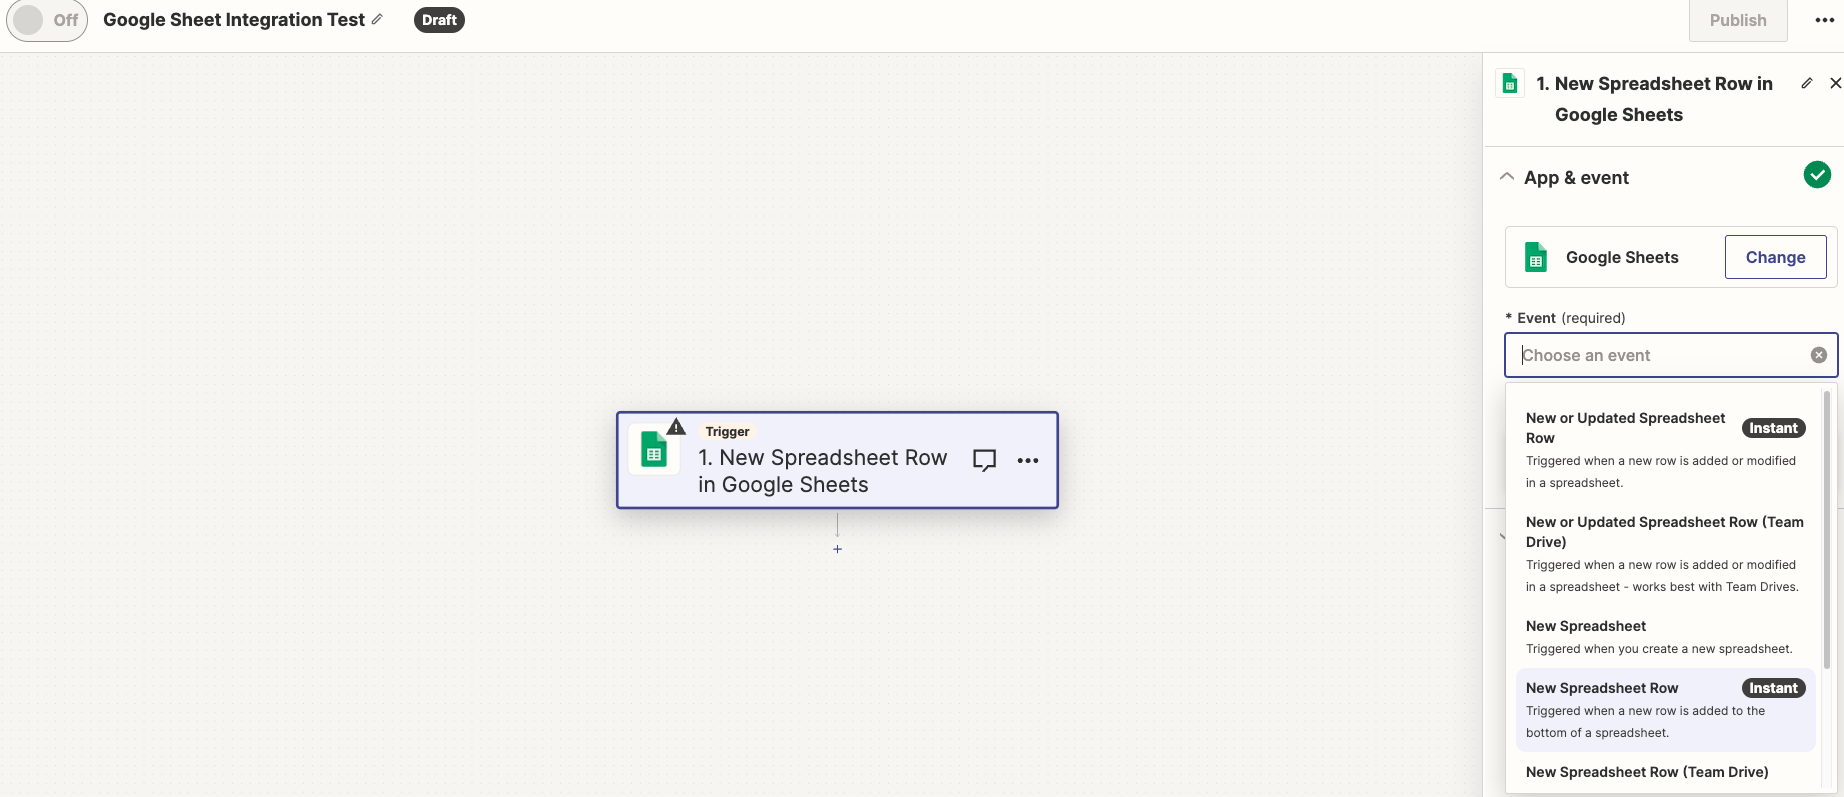 Off
Google Sheet Integration Test
Draft
Publish
1. New Spreadsheet Row in
Google Sheets
App & event
Google Sheets
Change
* Event (required)
Choose an event
New or Updated Spreadsheet
Row
Instant
Triggered when a new row is added or modified
in a spreadsheet.
New or Updated Spreadsheet Row (Team
Drive)
Triggered when a new row is added or modified
in a spreadsheet - works best with Team Drives.
New Spreadsheet
Triggered when you create a new spreadsheet.
New Spreadsheet Row
Instant
Triggered when a new row is added to the
bottom of a spreadsheet.
New Spreadsheet Row (Team Drive)
Trigger
1. New Spreadsheet Row
in Google Sheets